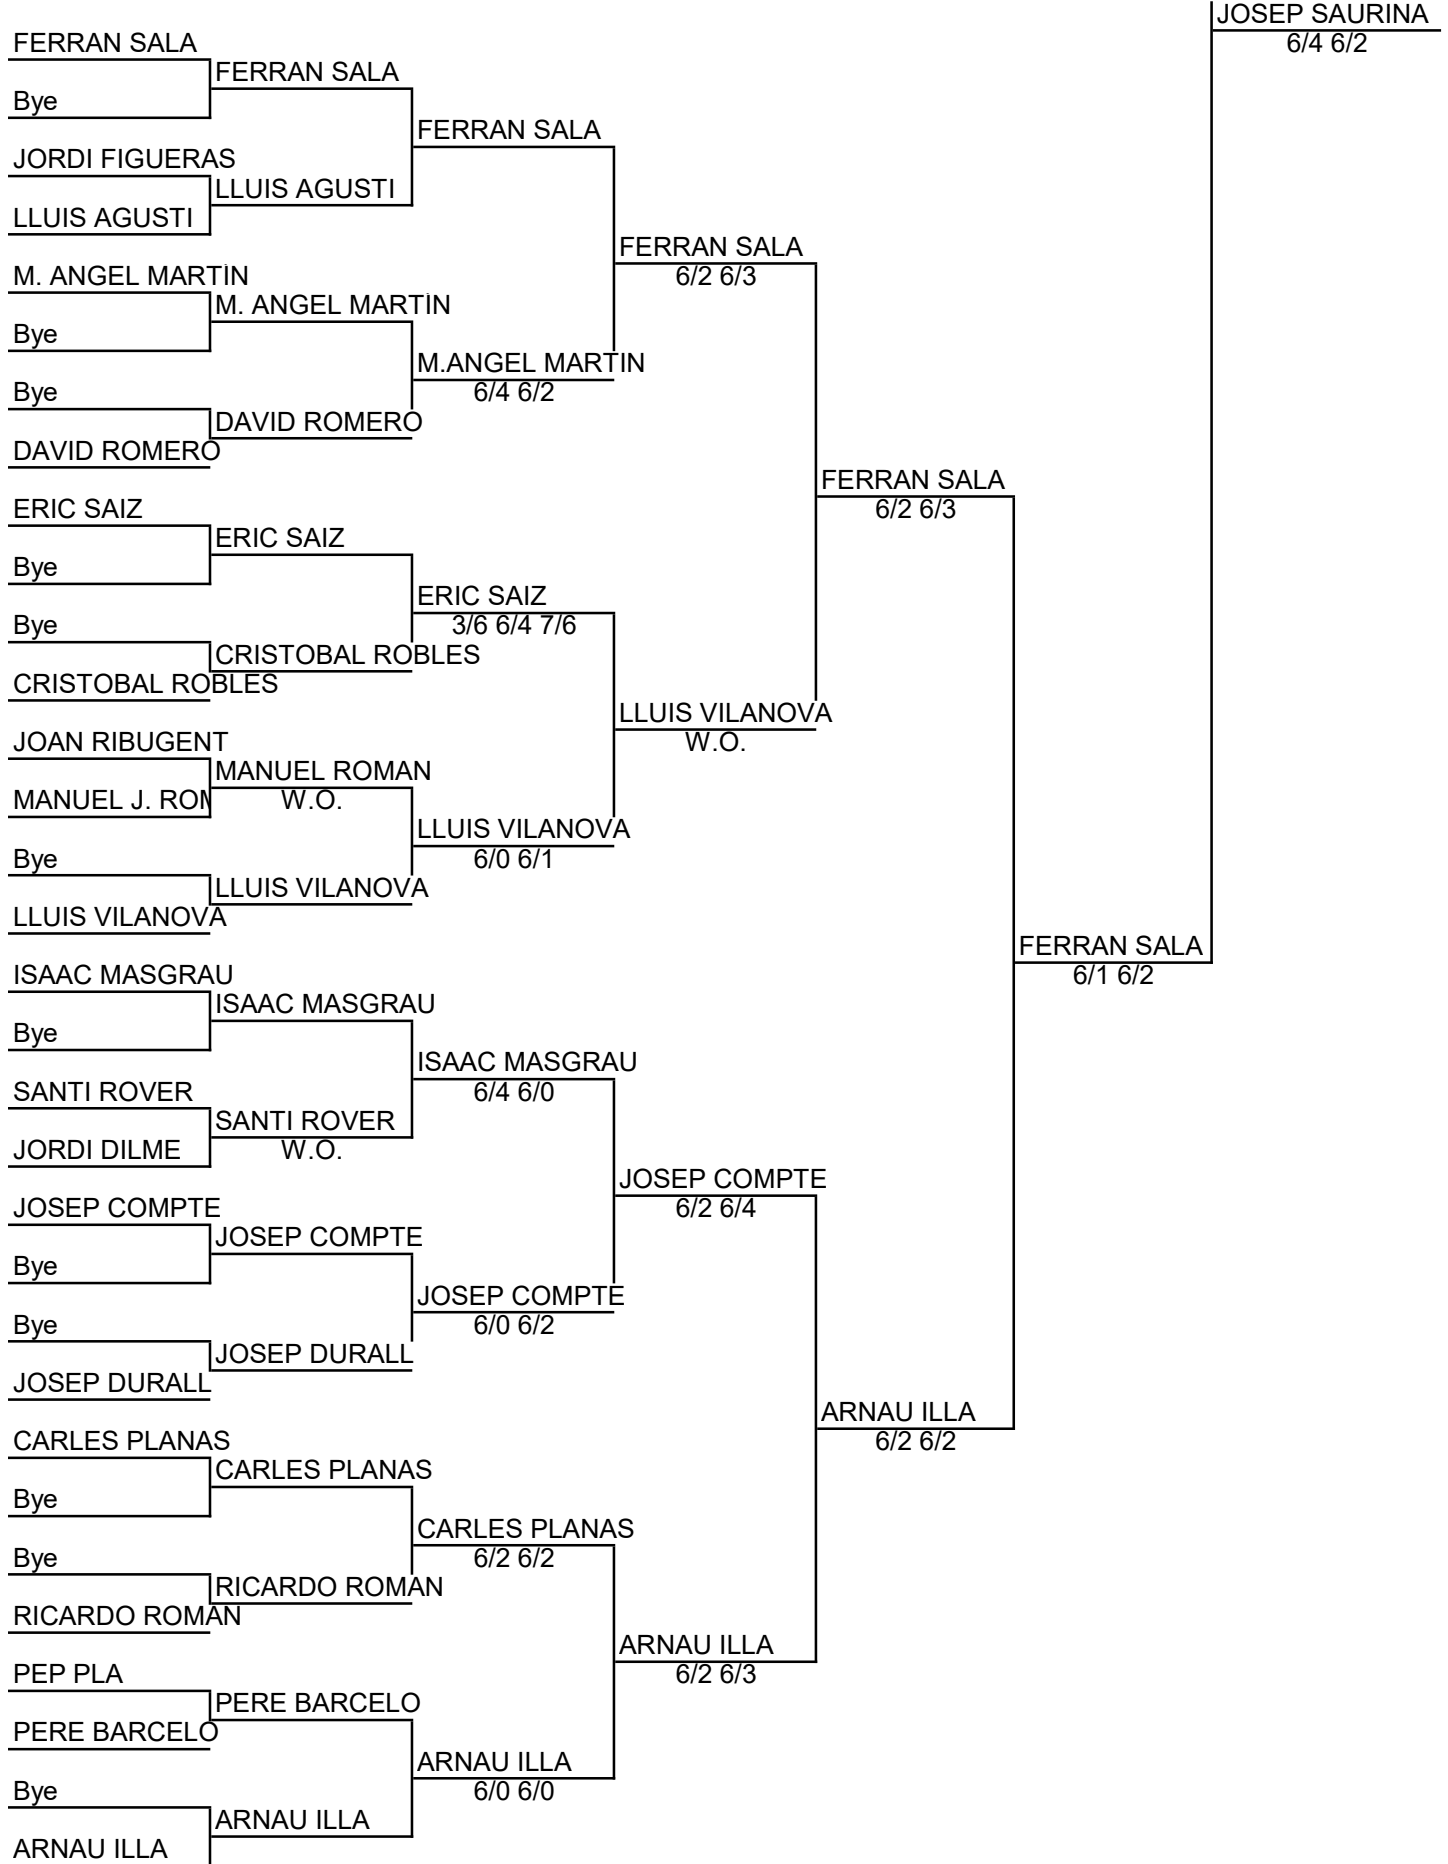 JOSEP SAURINA
6/4 6/2
FERRAN SALA
FERRAN SALA
Bye
FERRAN SALA
JORDI FIGUERAS
LLUIS AGUSTI
LLUIS AGUSTI
FERRAN SALA
6/2 6/3
M. ANGEL MARTÍN
M. ANGEL MARTÍN
Bye
M.ANGEL MARTIN
6/4 6/2
Bye
DAVID ROMERO
DAVID ROMERO
FERRAN SALA
6/2 6/3
ERIC SAIZ
ERIC SAIZ
Bye
ERIC SAIZ
3/6 6/4 7/6
Bye
CRISTOBAL ROBLES
CRISTOBAL ROBLES
LLUIS VILANOVA
W.O.
JOAN RIBUGENT
MANUEL ROMAN
W.O.
MANUEL J. ROM
LLUIS VILANOVA
6/0 6/1
Bye
LLUIS VILANOVA
LLUIS VILANOVA
FERRAN SALA
6/1 6/2
ISAAC MASGRAU
ISAAC MASGRAU
Bye
ISAAC MASGRAU
6/4 6/0
SANTI ROVER
SANTI ROVER
W.O.
JORDI DILME
JOSEP COMPTE
6/2 6/4
JOSEP COMPTE
JOSEP COMPTE
Bye
JOSEP COMPTE
6/0 6/2
Bye
JOSEP DURALL
JOSEP DURALL
ARNAU ILLA
6/2 6/2
CARLES PLANAS
CARLES PLANAS
Bye
CARLES PLANAS
6/2 6/2
Bye
RICARDO ROMAN
RICARDO ROMAN
ARNAU ILLA
6/2 6/3
PEP PLA
PERE BARCELO
PERE BARCELO
ARNAU ILLA
6/0 6/0
Bye
ARNAU ILLA
ARNAU ILLA